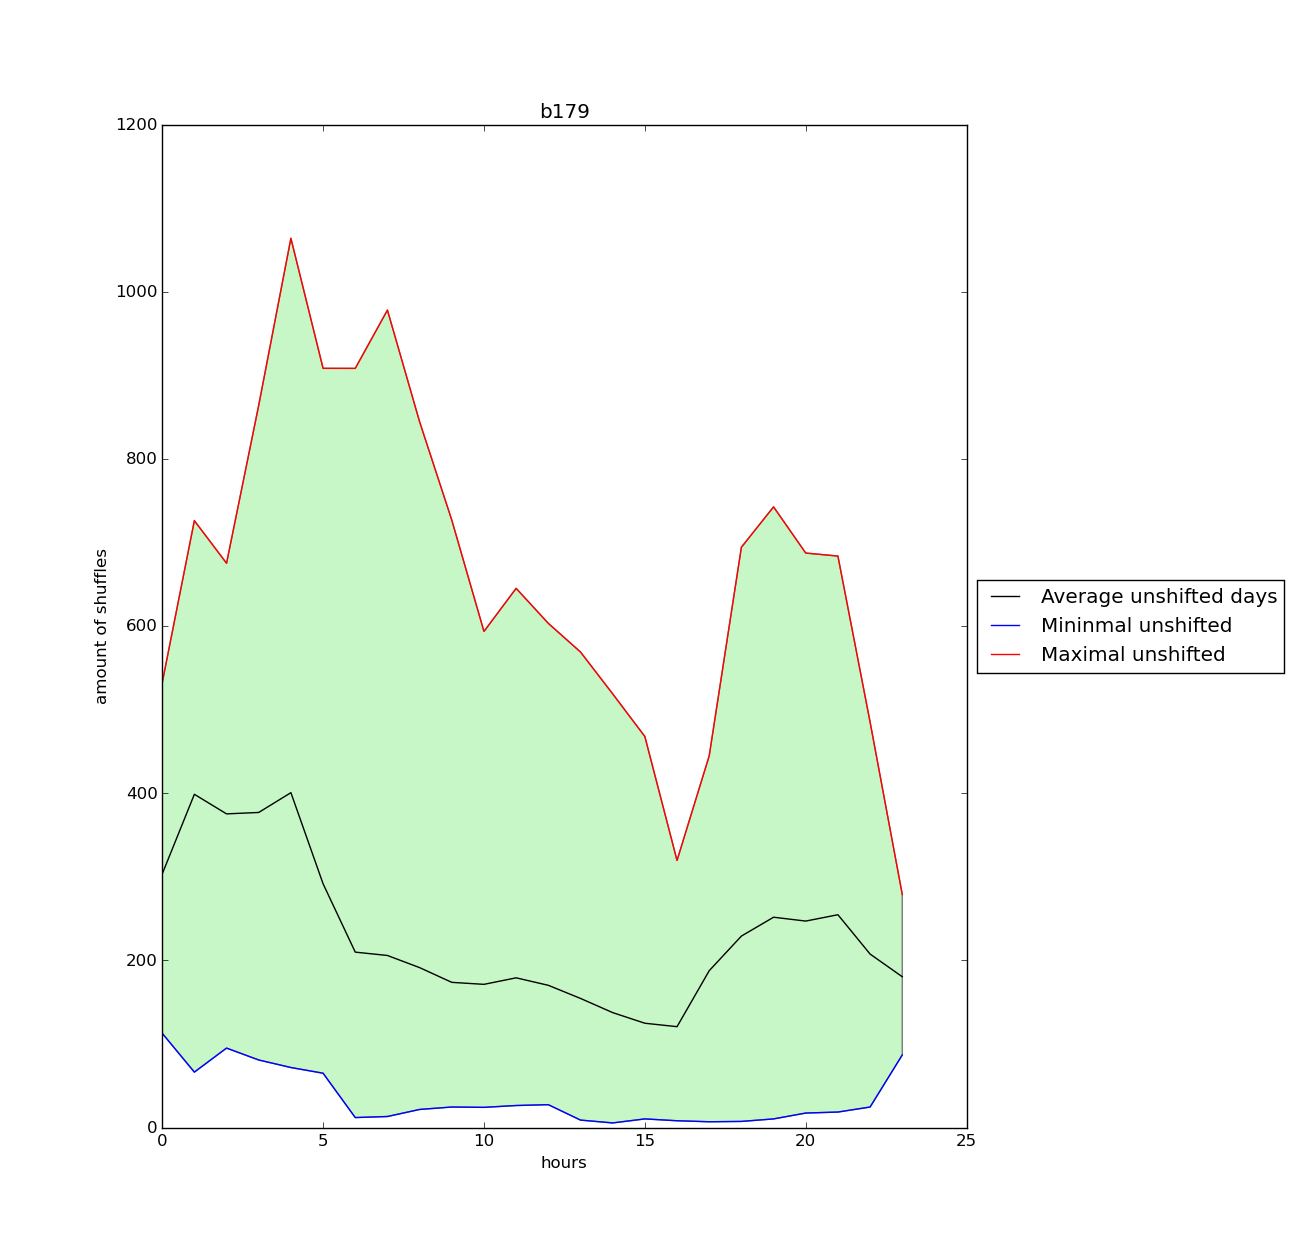 b179
1200
1000
800
600
400
200
0
amount of shuffles
0 5 10 15 20 25
hours
Average unshifted days
Mininmal unshifted
Maximal unshifted